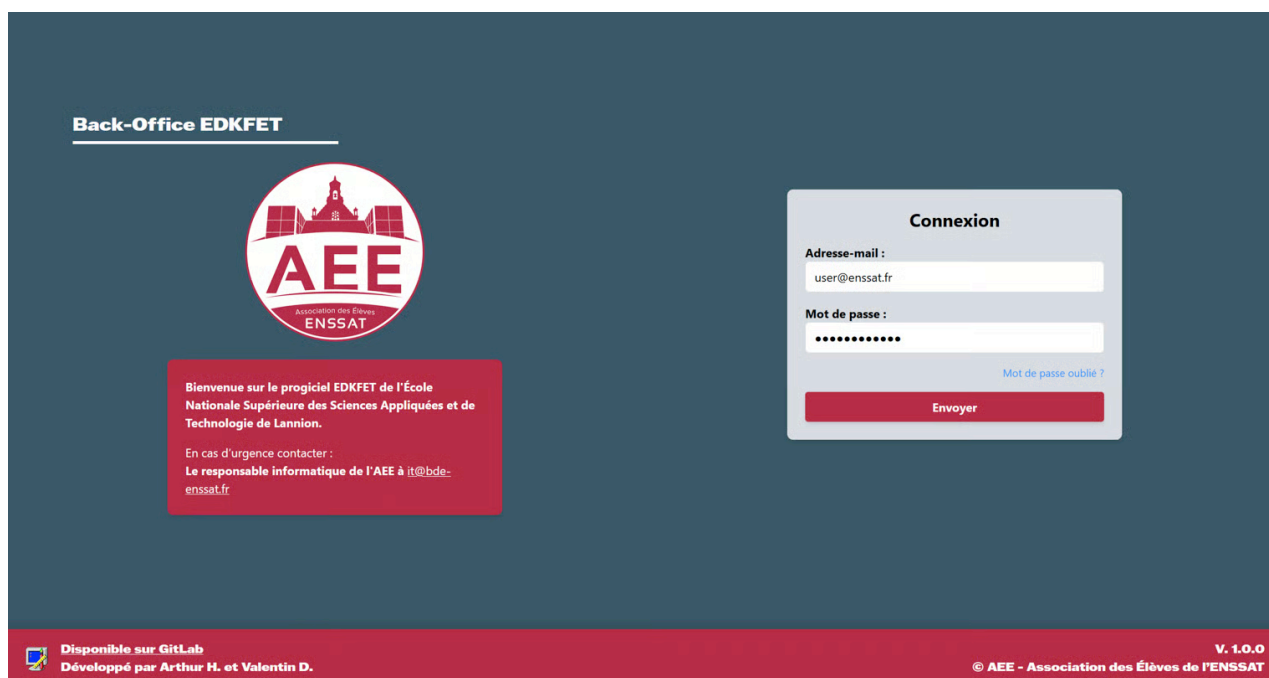 Back-Office EDKFET
AEE
Association des Élèves
ENSSAT
Bienvenue sur le progiciel EDKFET de l'École
Nationale Supérieure des Sciences Appliquées et de
Technologie de Lannion.
En cas d'urgence contacter :
Le responsable informatique de l'AEE à it@bde-
enssat.fr
Connexion
Adresse-mail :
user@enssat.fr
Mot de passe :
••••••••••••
Mot de passe oublié ?
Envoyer
Disponible sur GitLab
Développé par Arthur H. et Valentin D.
V. 1.0.0
© AEE - Association des Élèves de l'ENSSAT